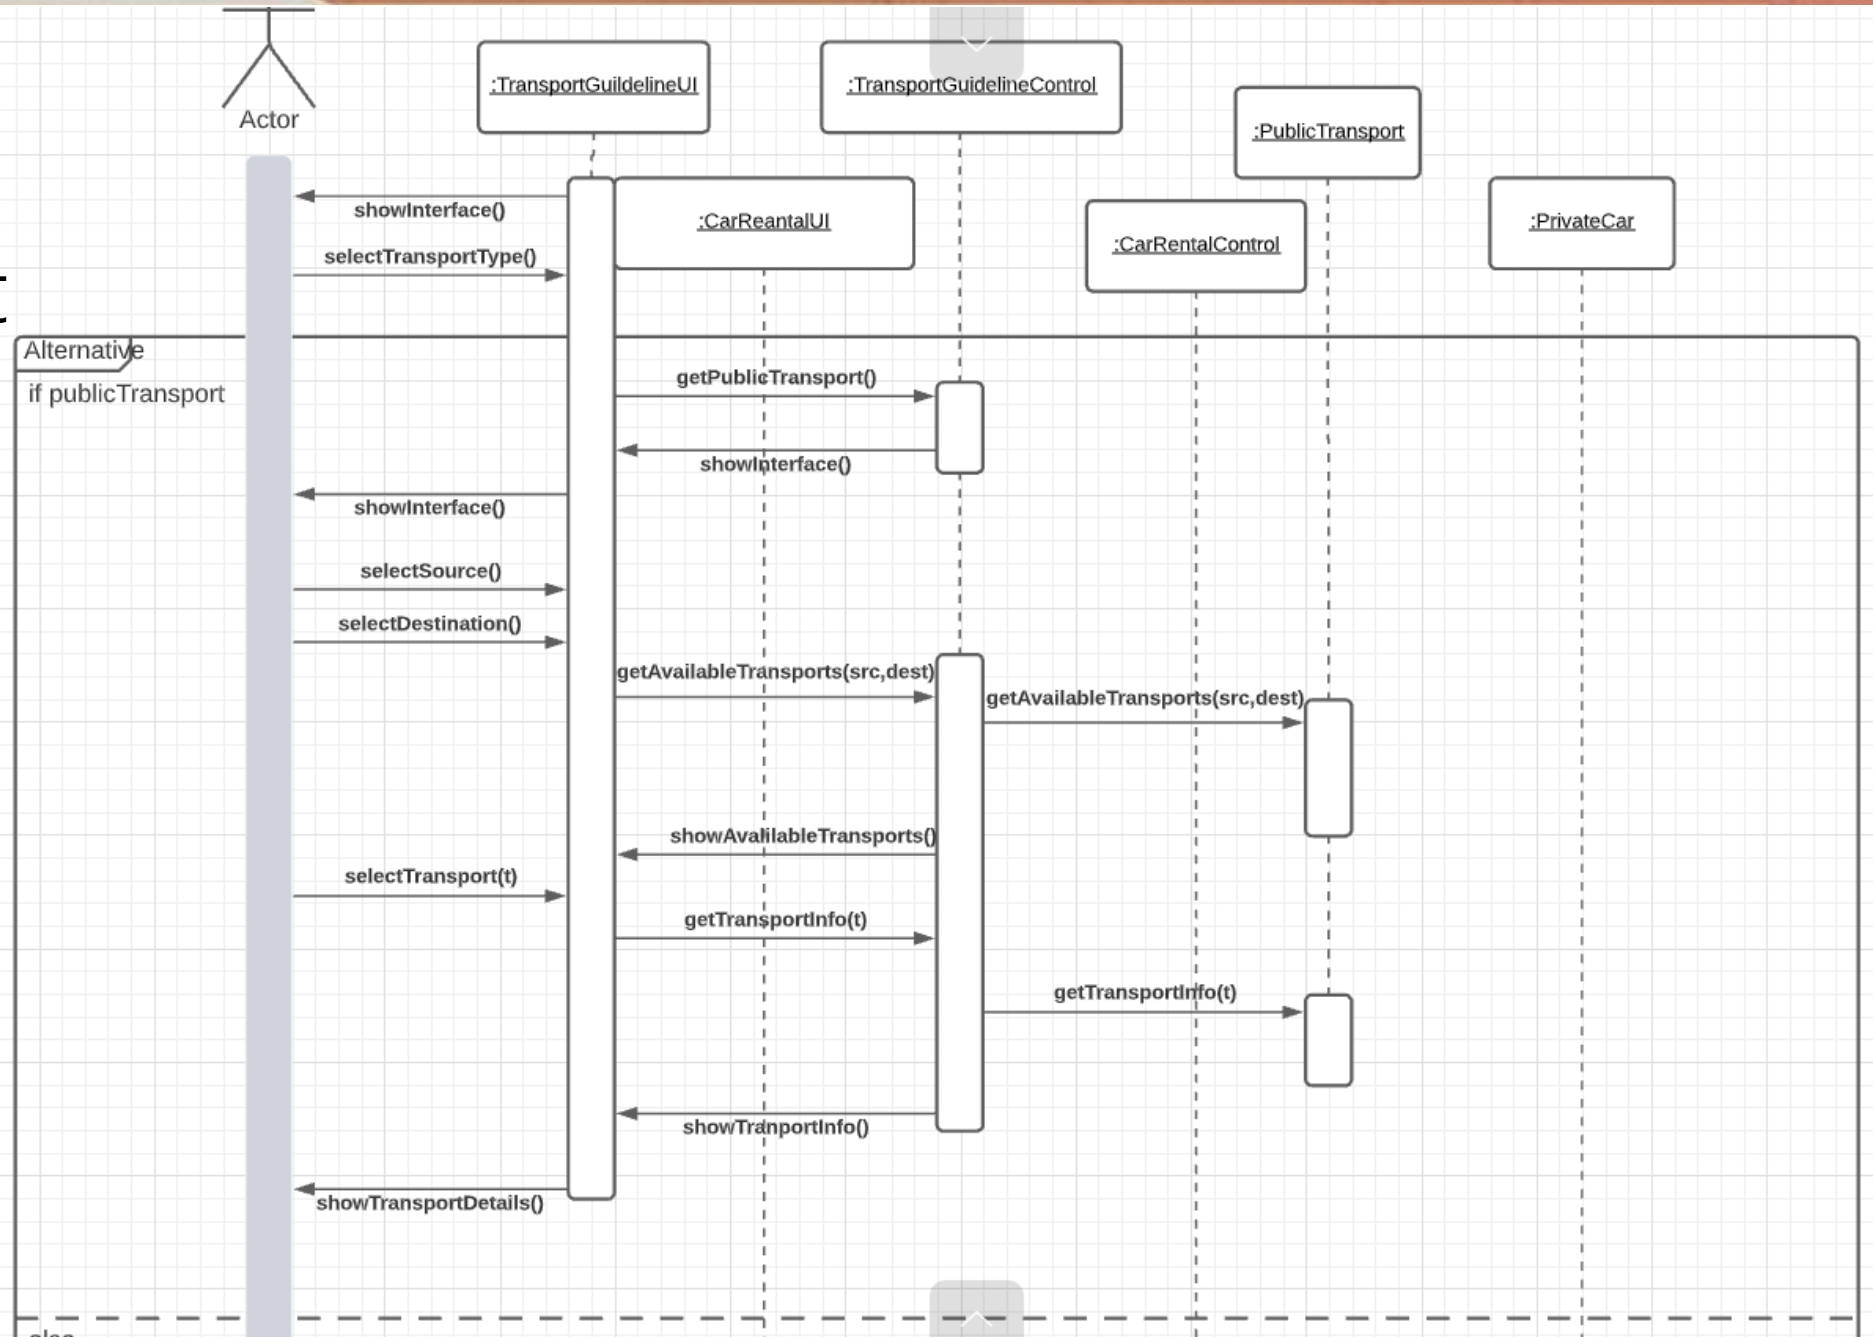 :TransportGuildelineUI
:TransportGuidelineControl
:PublicTransport
Actor
:CarReantalUI
:CarRentalControl
:PrivateCar
showInterface()
selectTransportType()
Alternative
if publicTransport
getPublicTransport()
showInterface()
showInterface()
selectSource()
selectDestination()
getAvailableTransports(src,dest)
getAvailableTransports(src,dest)
showAvalilableTransports()
selectTransport(t)
getTransportInfo(t)
getTransportInfo(t)
showTranportInfo()
showTransportDetails()
else